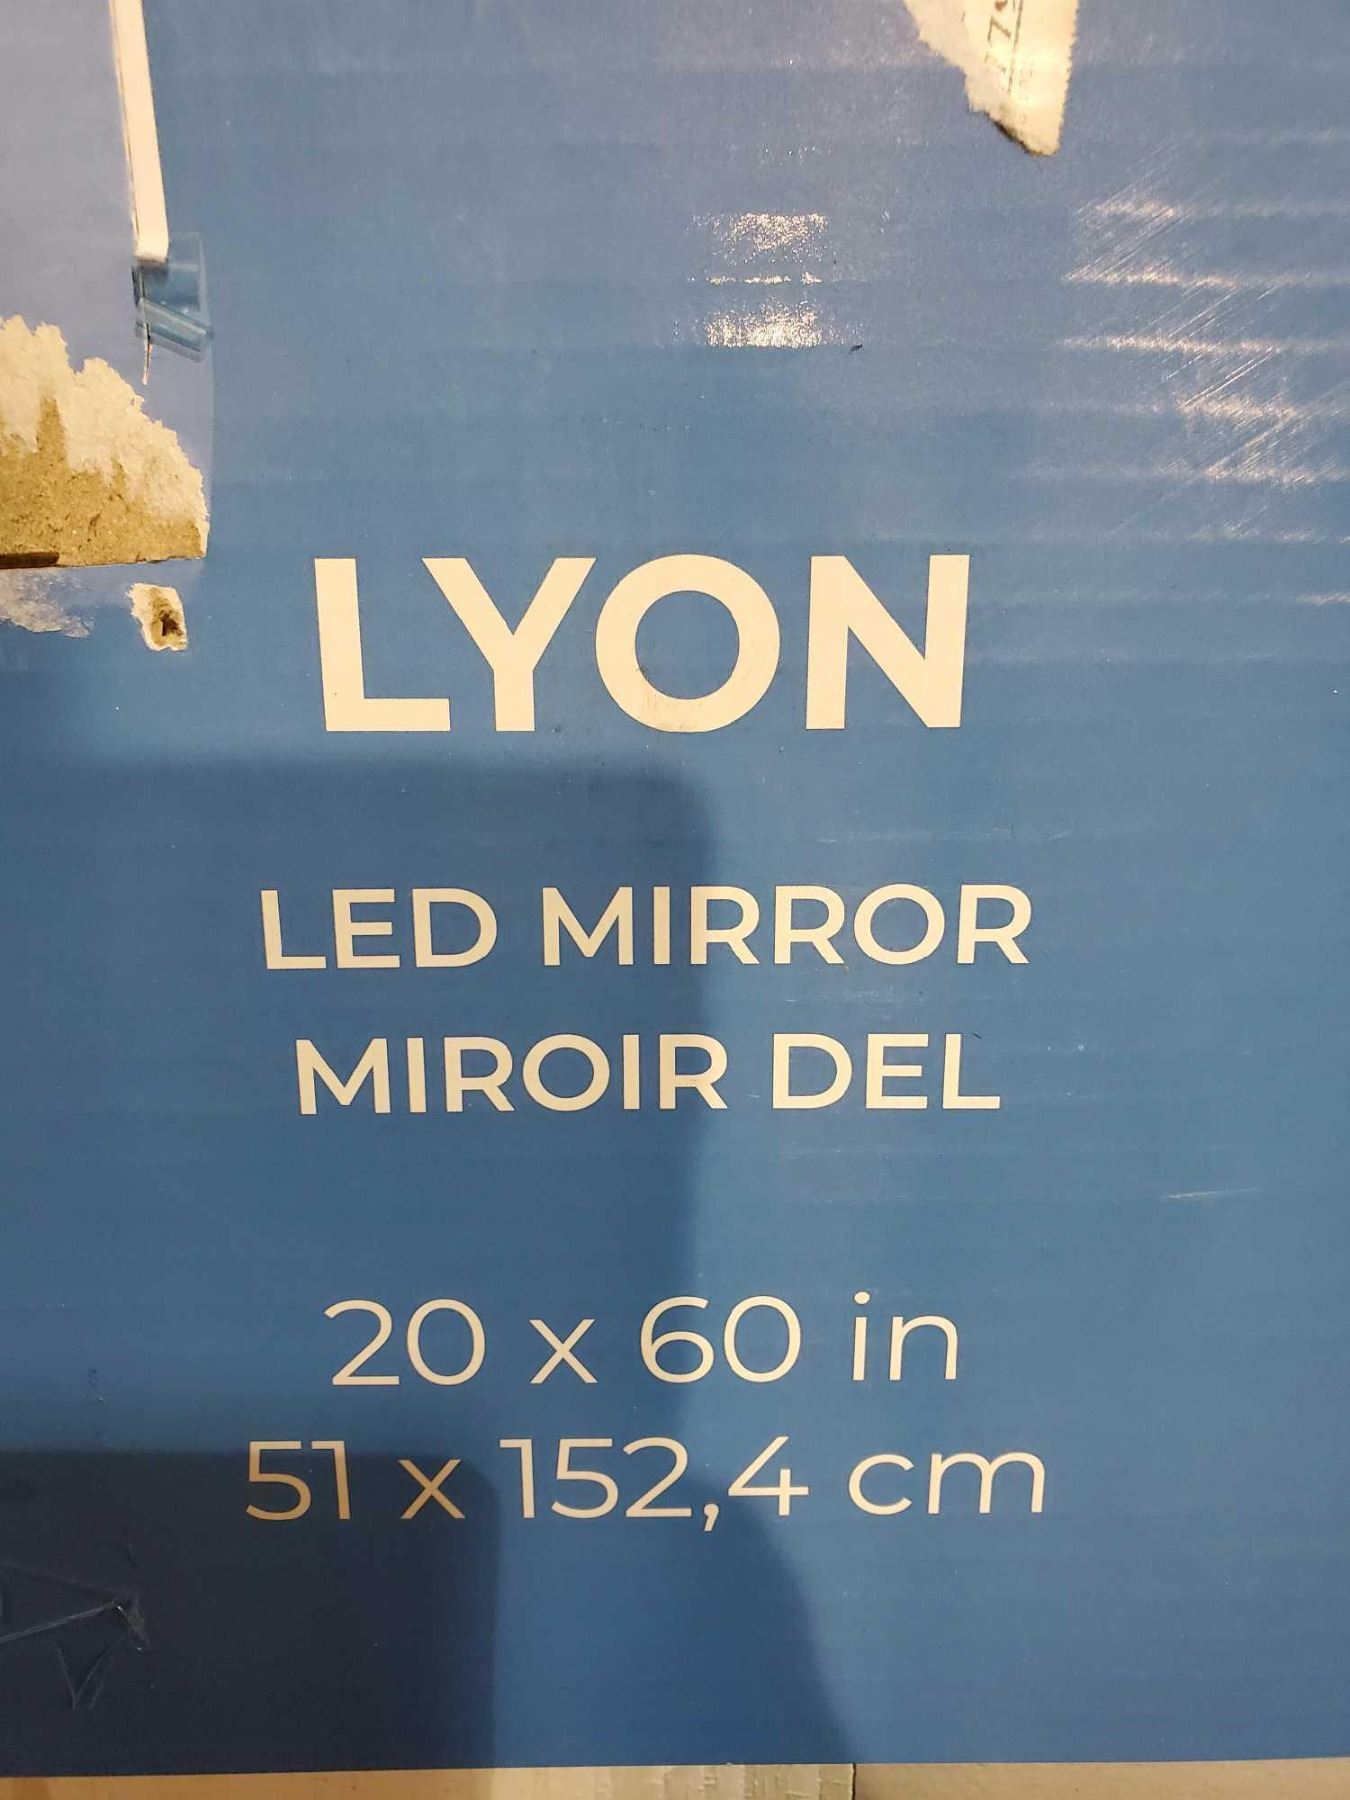 LYON
LED MIRROR
MIROIR DEL
20 x 60 in
51 x 152,4 cm